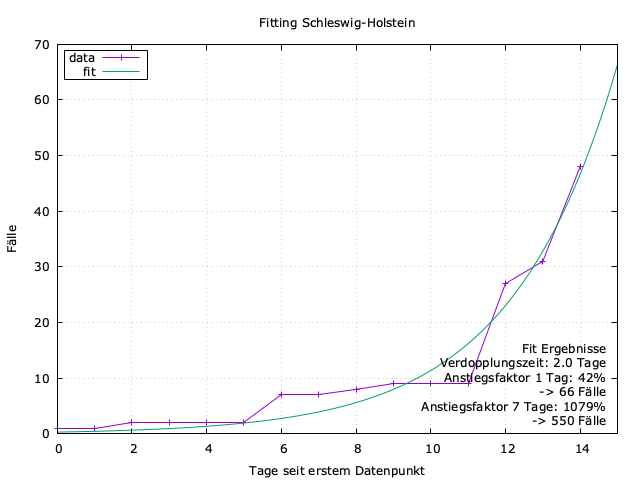 Fitting Schleswig-Holstein
70
60
50
40
30
20
10
0
Fälle
data
fit
Fit Ergebnisse
Verdopplungszeit: 2.0 Tage
Anstiegsfaktor 1 Tag: 42%
-> 66 Fälle
Anstiegsfaktor 7 Tage: 1079%
-> 550 Fälle
0 2 4 6 8 10 12 14
Tage seit erstem Datenpunkt